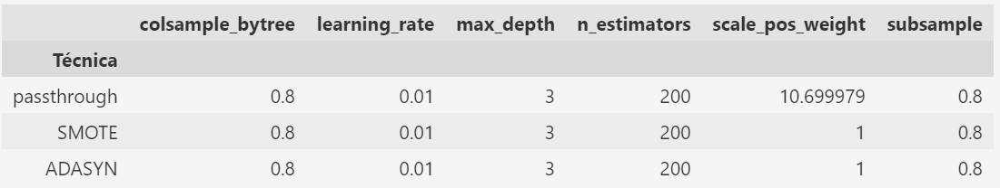 colsample_bytree learning_rate max_depth n_estimators scale_pos_weight subsample
Técnica
passthrough 0.8 0.01 3 200 10.699979 0.8
SMOTE 0.8 0.01 3 200 1 0.8
ADASYN 0.8 0.01 3 200 1 0.8